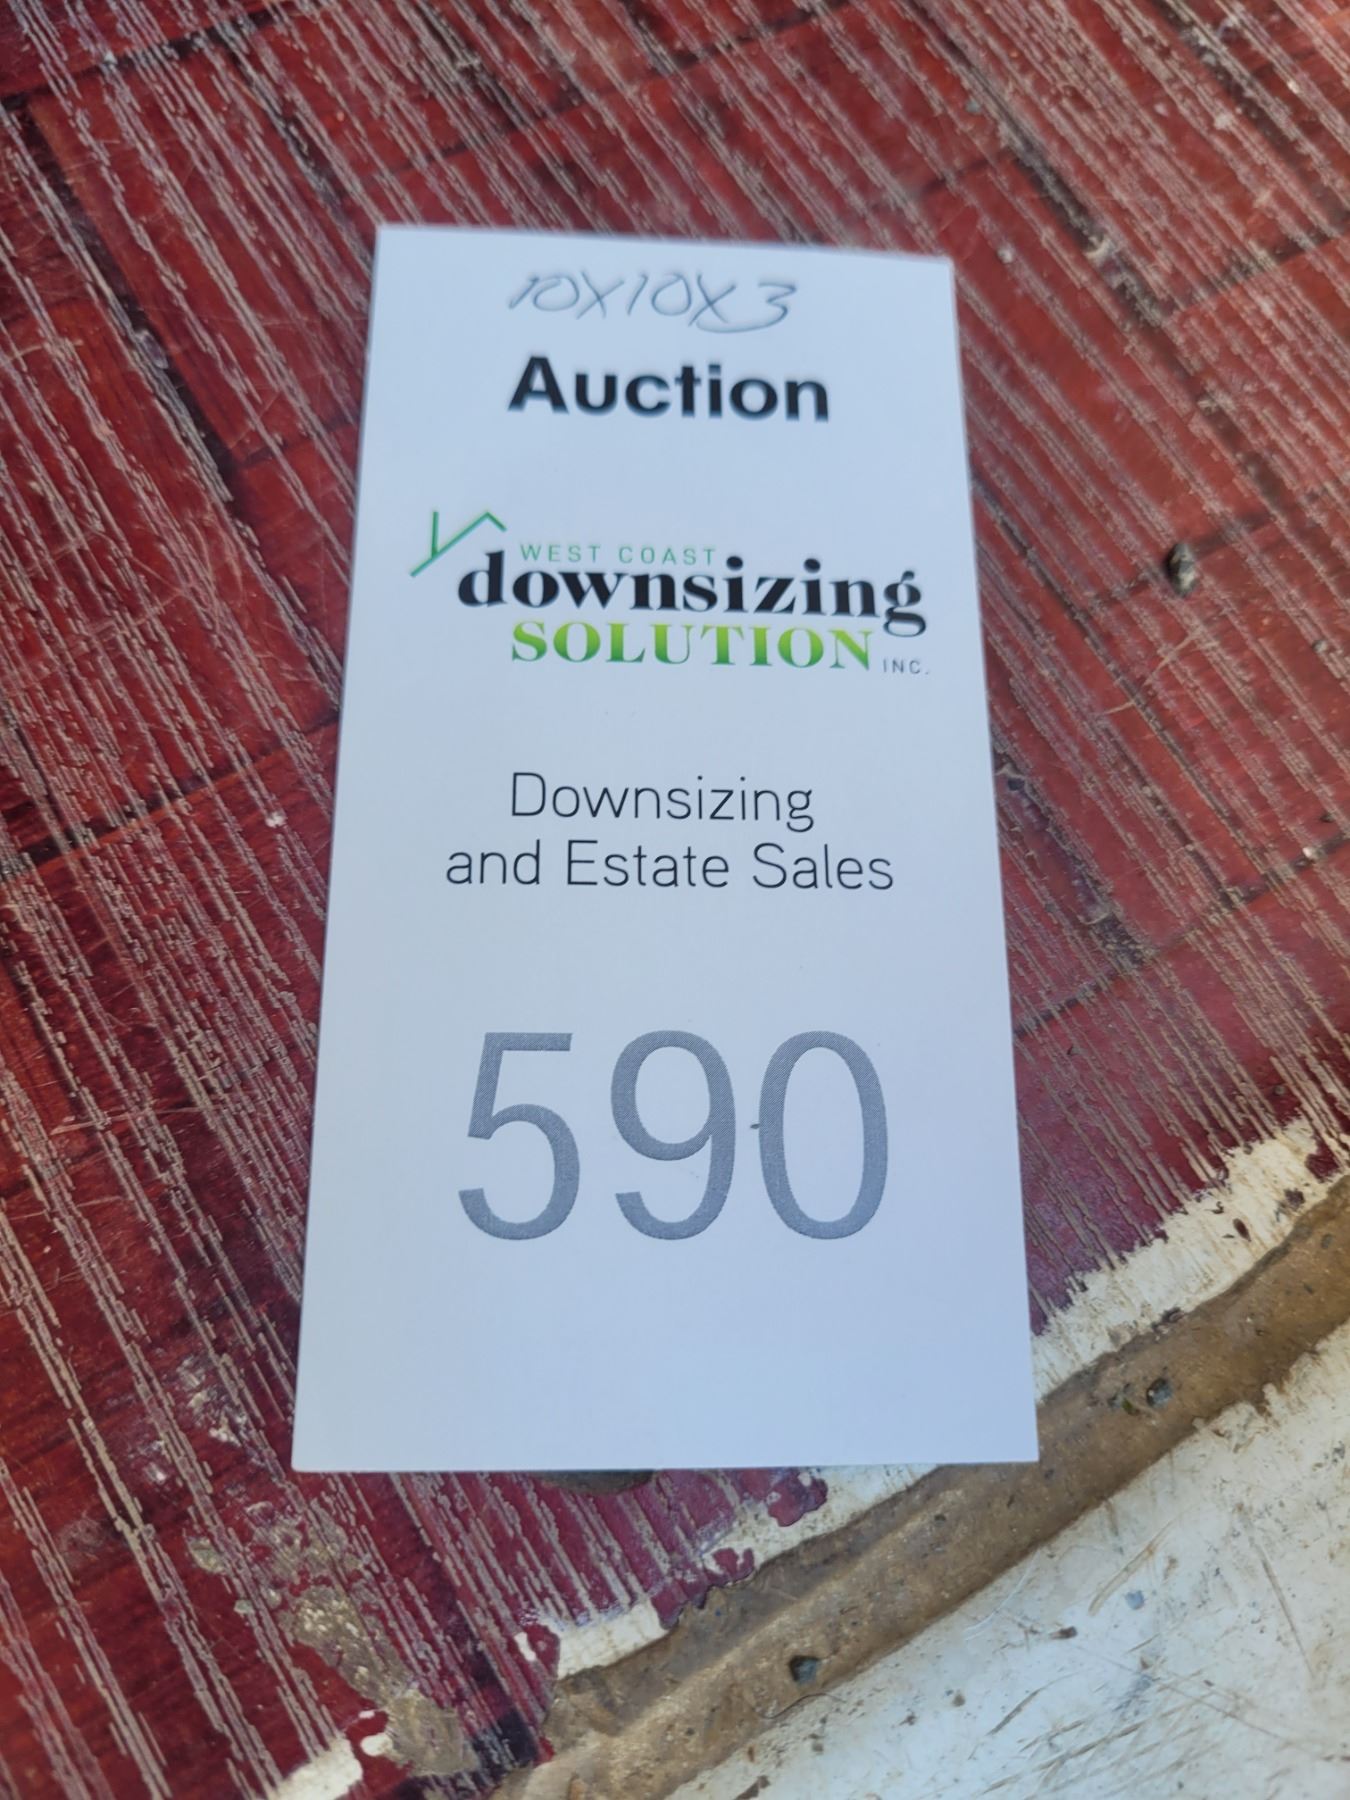 10X10X3
Auction
WEST COAST
downsizing
SOLUTION INC.
Downsizing
and Estate Sales
590